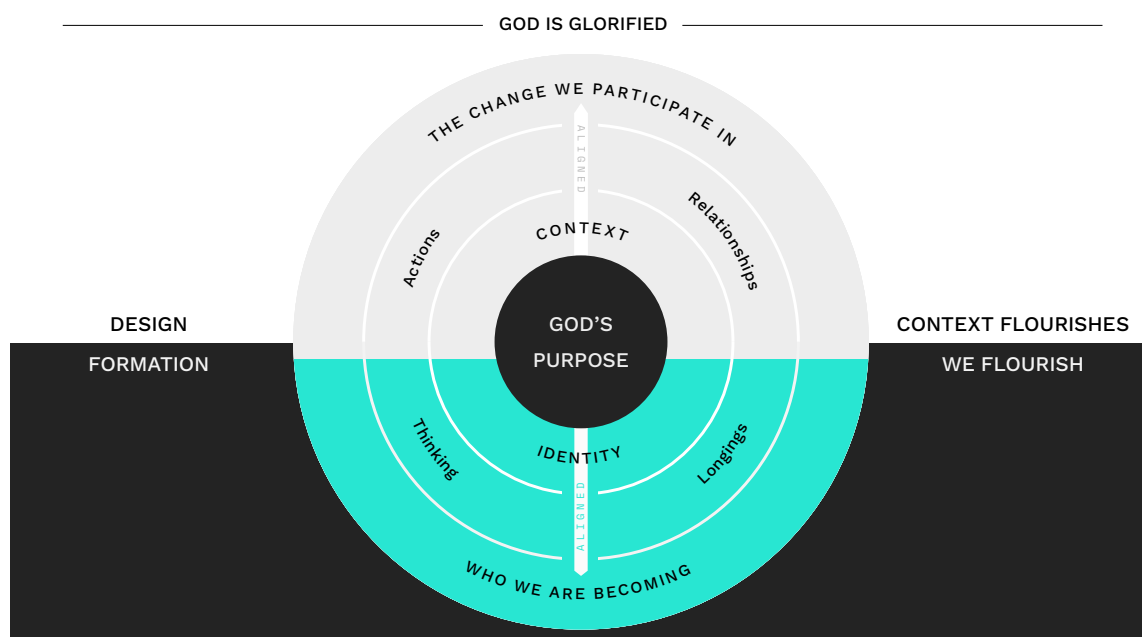 GOD IS GLORIFIED
THE CHANGE WE PARTICIPATE IN
ALIGNED
Actions
Relationships
CONTEXT
DESIGN
FORMATION
GOD’S
PURPOSE
CONTEXT FLOURISHES
WE FLOURISH
Thinking
Longings
IDENTITY
ALIGNED
WHO WE ARE BECOMING